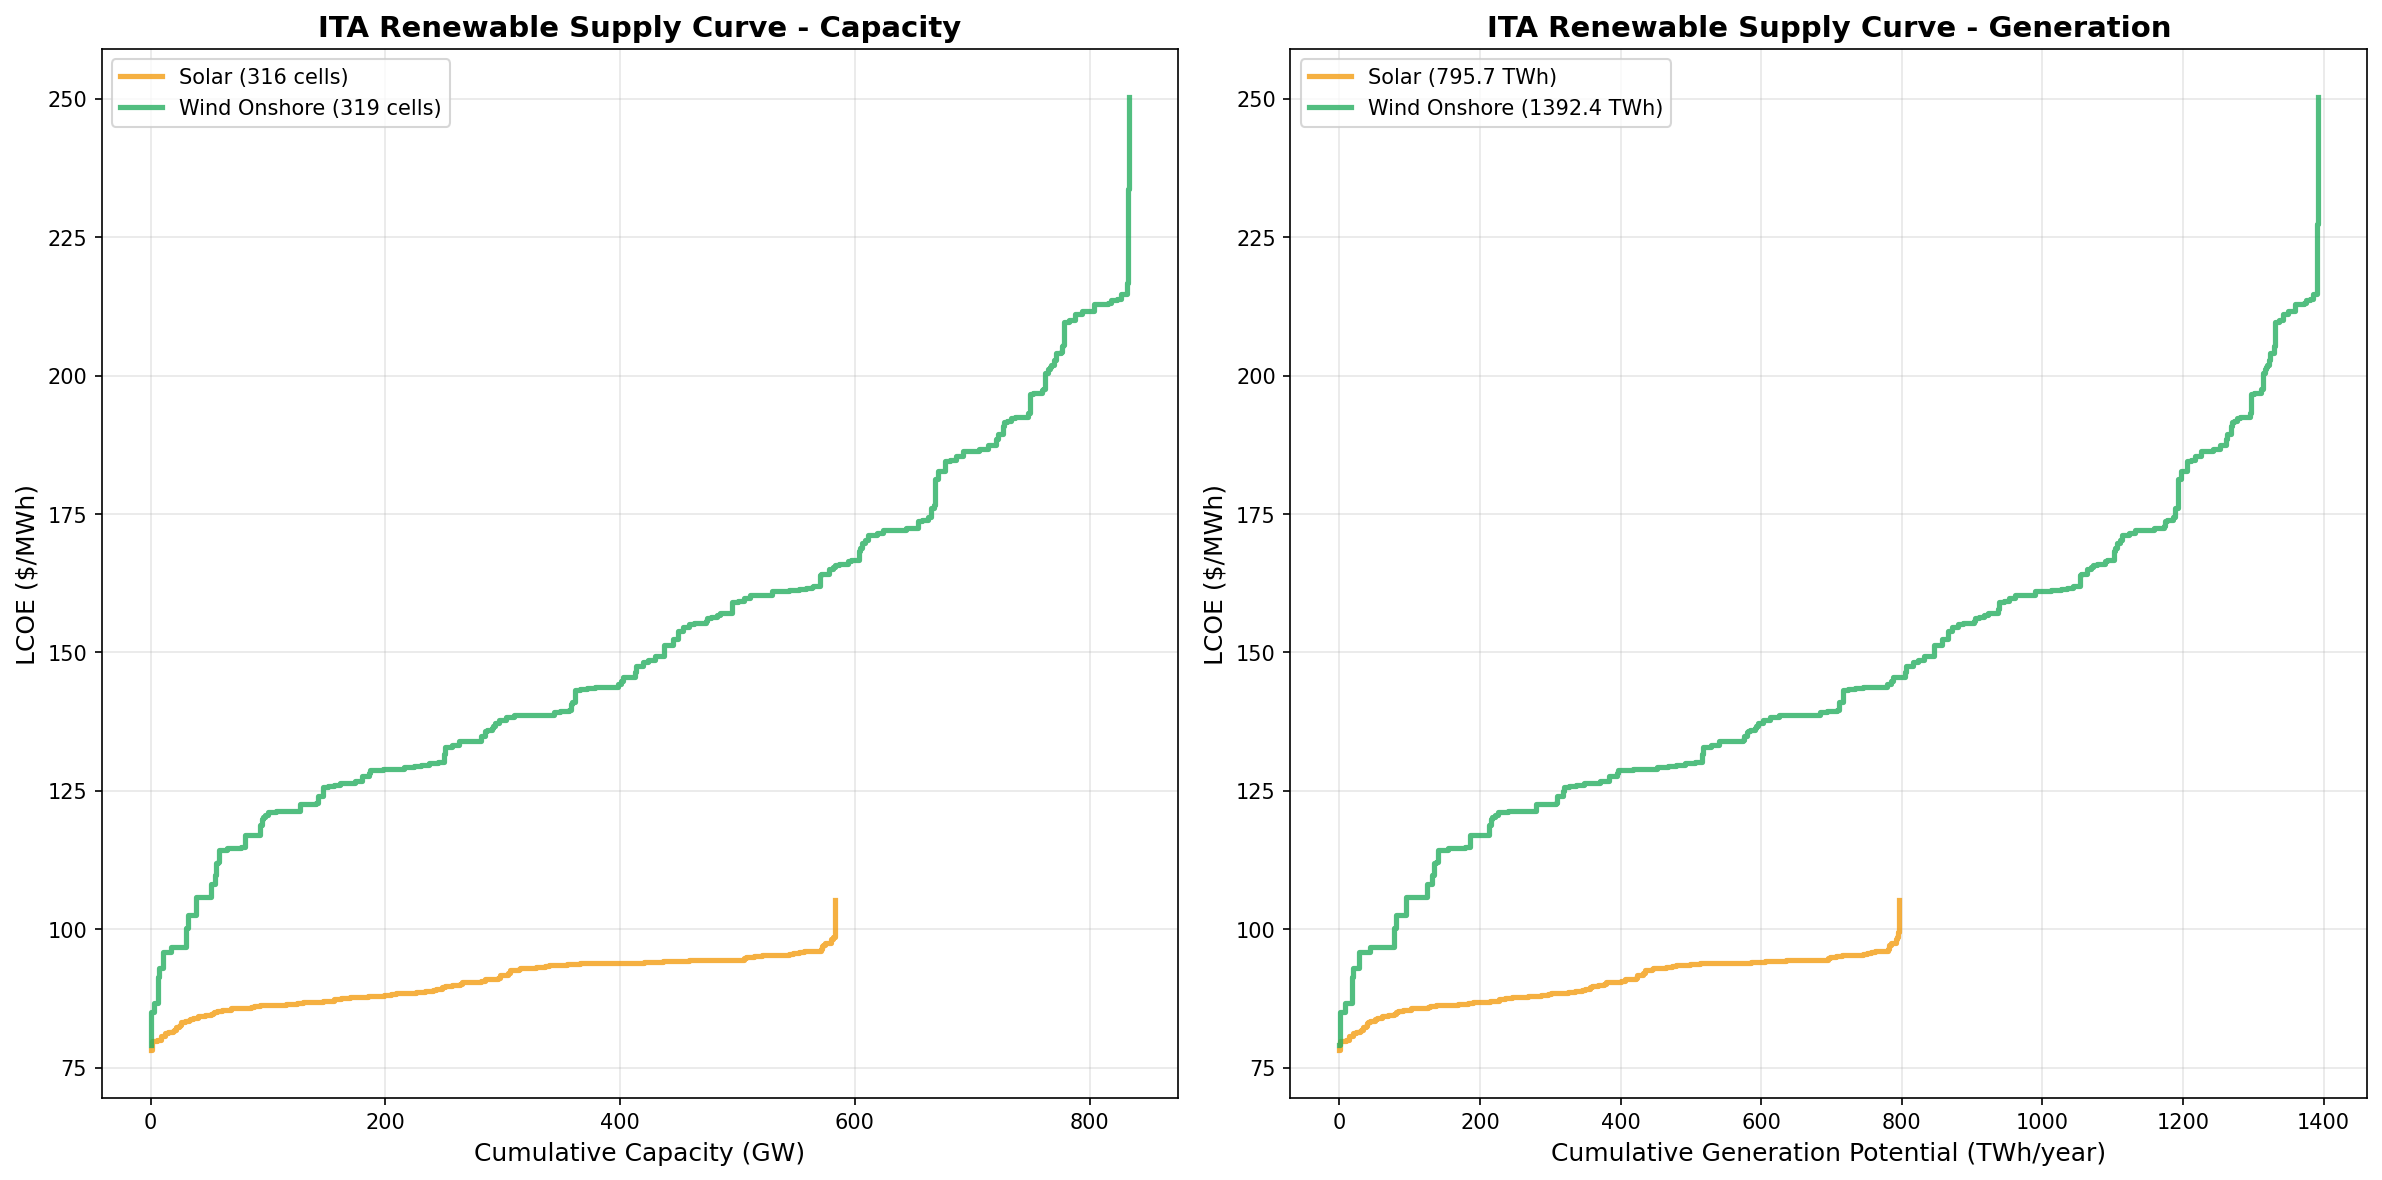 ITA Renewable Supply Curve - Capacity
Solar (316 cells)
Wind Onshore (319 cells)
250
225
200
175
150
125
100
75
LCOE ($/MWh)
0
200
400
600
800
Cumulative Capacity (GW)
ITA Renewable Supply Curve - Generation
Solar (795.7 TWh)
Wind Onshore (1392.4 TWh)
250
225
200
175
150
125
100
75
LCOE ($/MWh)
0
200
400
600
800
1000
1200
1400
Cumulative Generation Potential (TWh/year)